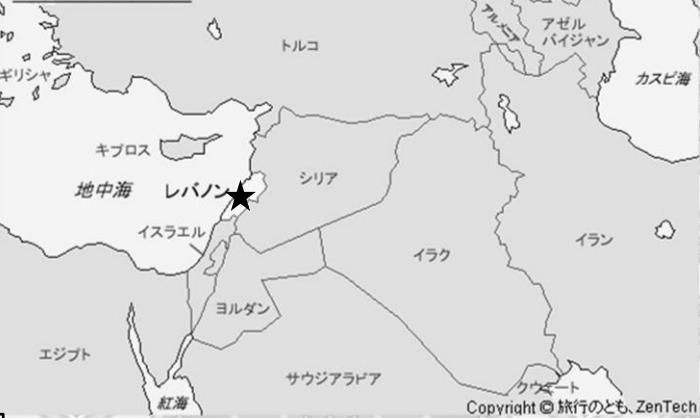 トルコ
アルメニア
アゼル
バイジャン
ギリシャ
カスピ海
キプロス
地中海
レバノン
シリア
イスラエル
イラク
イラン
ヨルダン
エジプト
サウジアラビア
クウェート
紅海
Copyright © 旅行のとも、ZenTech